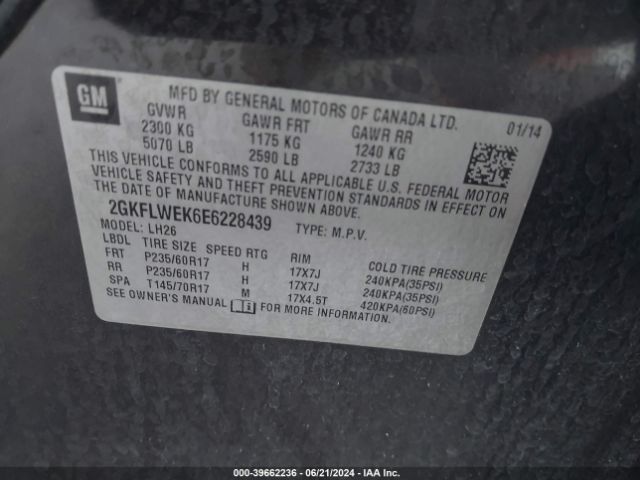 GM
MFD BY GENERAL MOTORS OF CANADA LTD.
GVWR GAWR FRT GAWR RR 01/14
2300 KG 1175 KG 1240 KG
5070 LB 2590 LB 2733 LB
THIS VEHICLE CONFORMS TO ALL APPLICABLE U.S. FEDERAL MOTOR
VEHICLE SAFETY AND THEFT PREVENTION STANDARDS IN EFFECT ON
THE DATE OF MANUFACTURE SHOWN ABOVE.
2GKFLWEK6E6228439 TYPE: M.P.V.
MODEL: LH26
LBDL TIRE SIZE SPEED RTG RIM COLD TIRE PRESSURE
FRT P235/60R17 H 17X7J 240KPA(35PSI)
RR P235/60R17 H 17X7J 240KPA(35PSI)
SPA T145/70R17 M 17X4.5T 420KPA(60PSI)
SEE OWNER'S MANUAL FOR MORE INFORMATION.
000-39662236 - 06/21/2024 - IAA Inc.